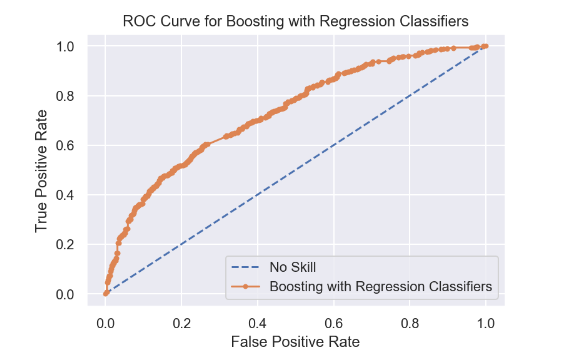 ROC Curve for Boosting with Regression Classifiers
True Positive Rate
1.0
0.8
0.6
0.4
0.2
0.0
No Skill
Boosting with Regression Classifiers
0.0 0.2 0.4 0.6 0.8 1.0
False Positive Rate